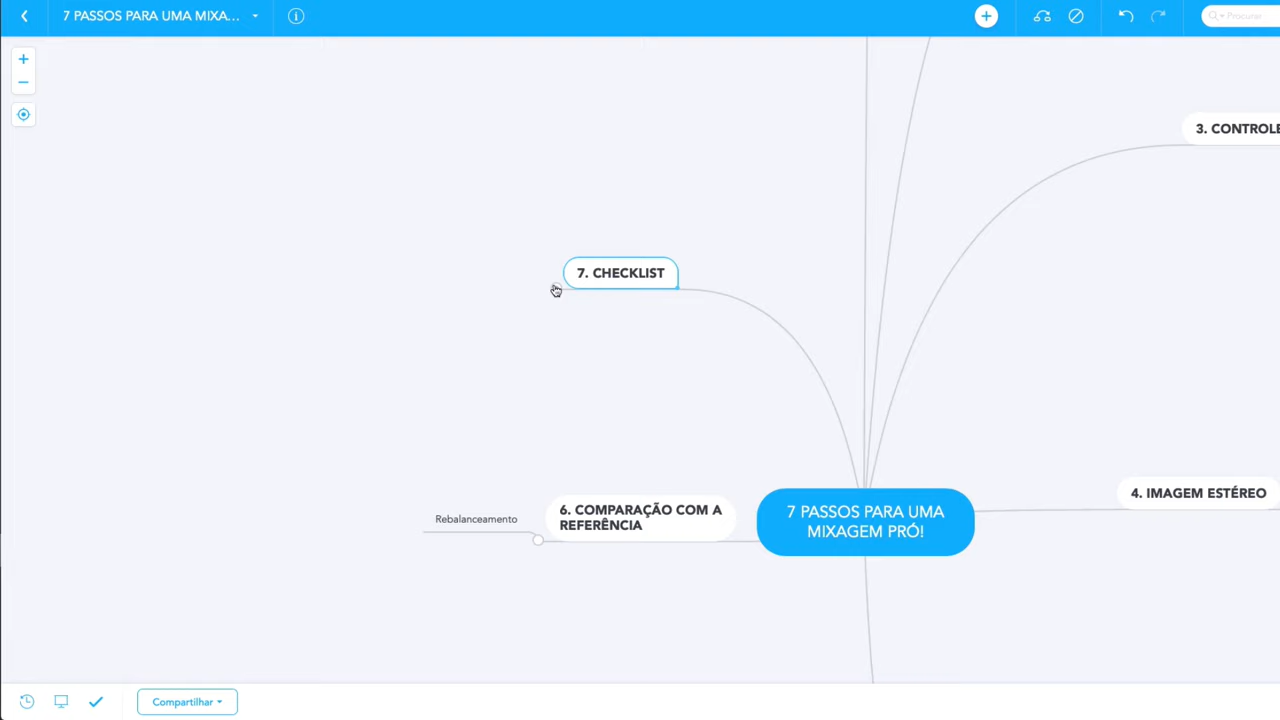 7 PASSOS PARA UMA MIXA...
Procurar
3. CONTROLE
7. CHECKLIST
4. IMAGEM ESTÉREO
6. COMPARAÇÃO COM A
REFERÊNCIA
Rebalanceamento
7 PASSOS PARA UMA
MIXAGEM PRÓ!
Compartilhar